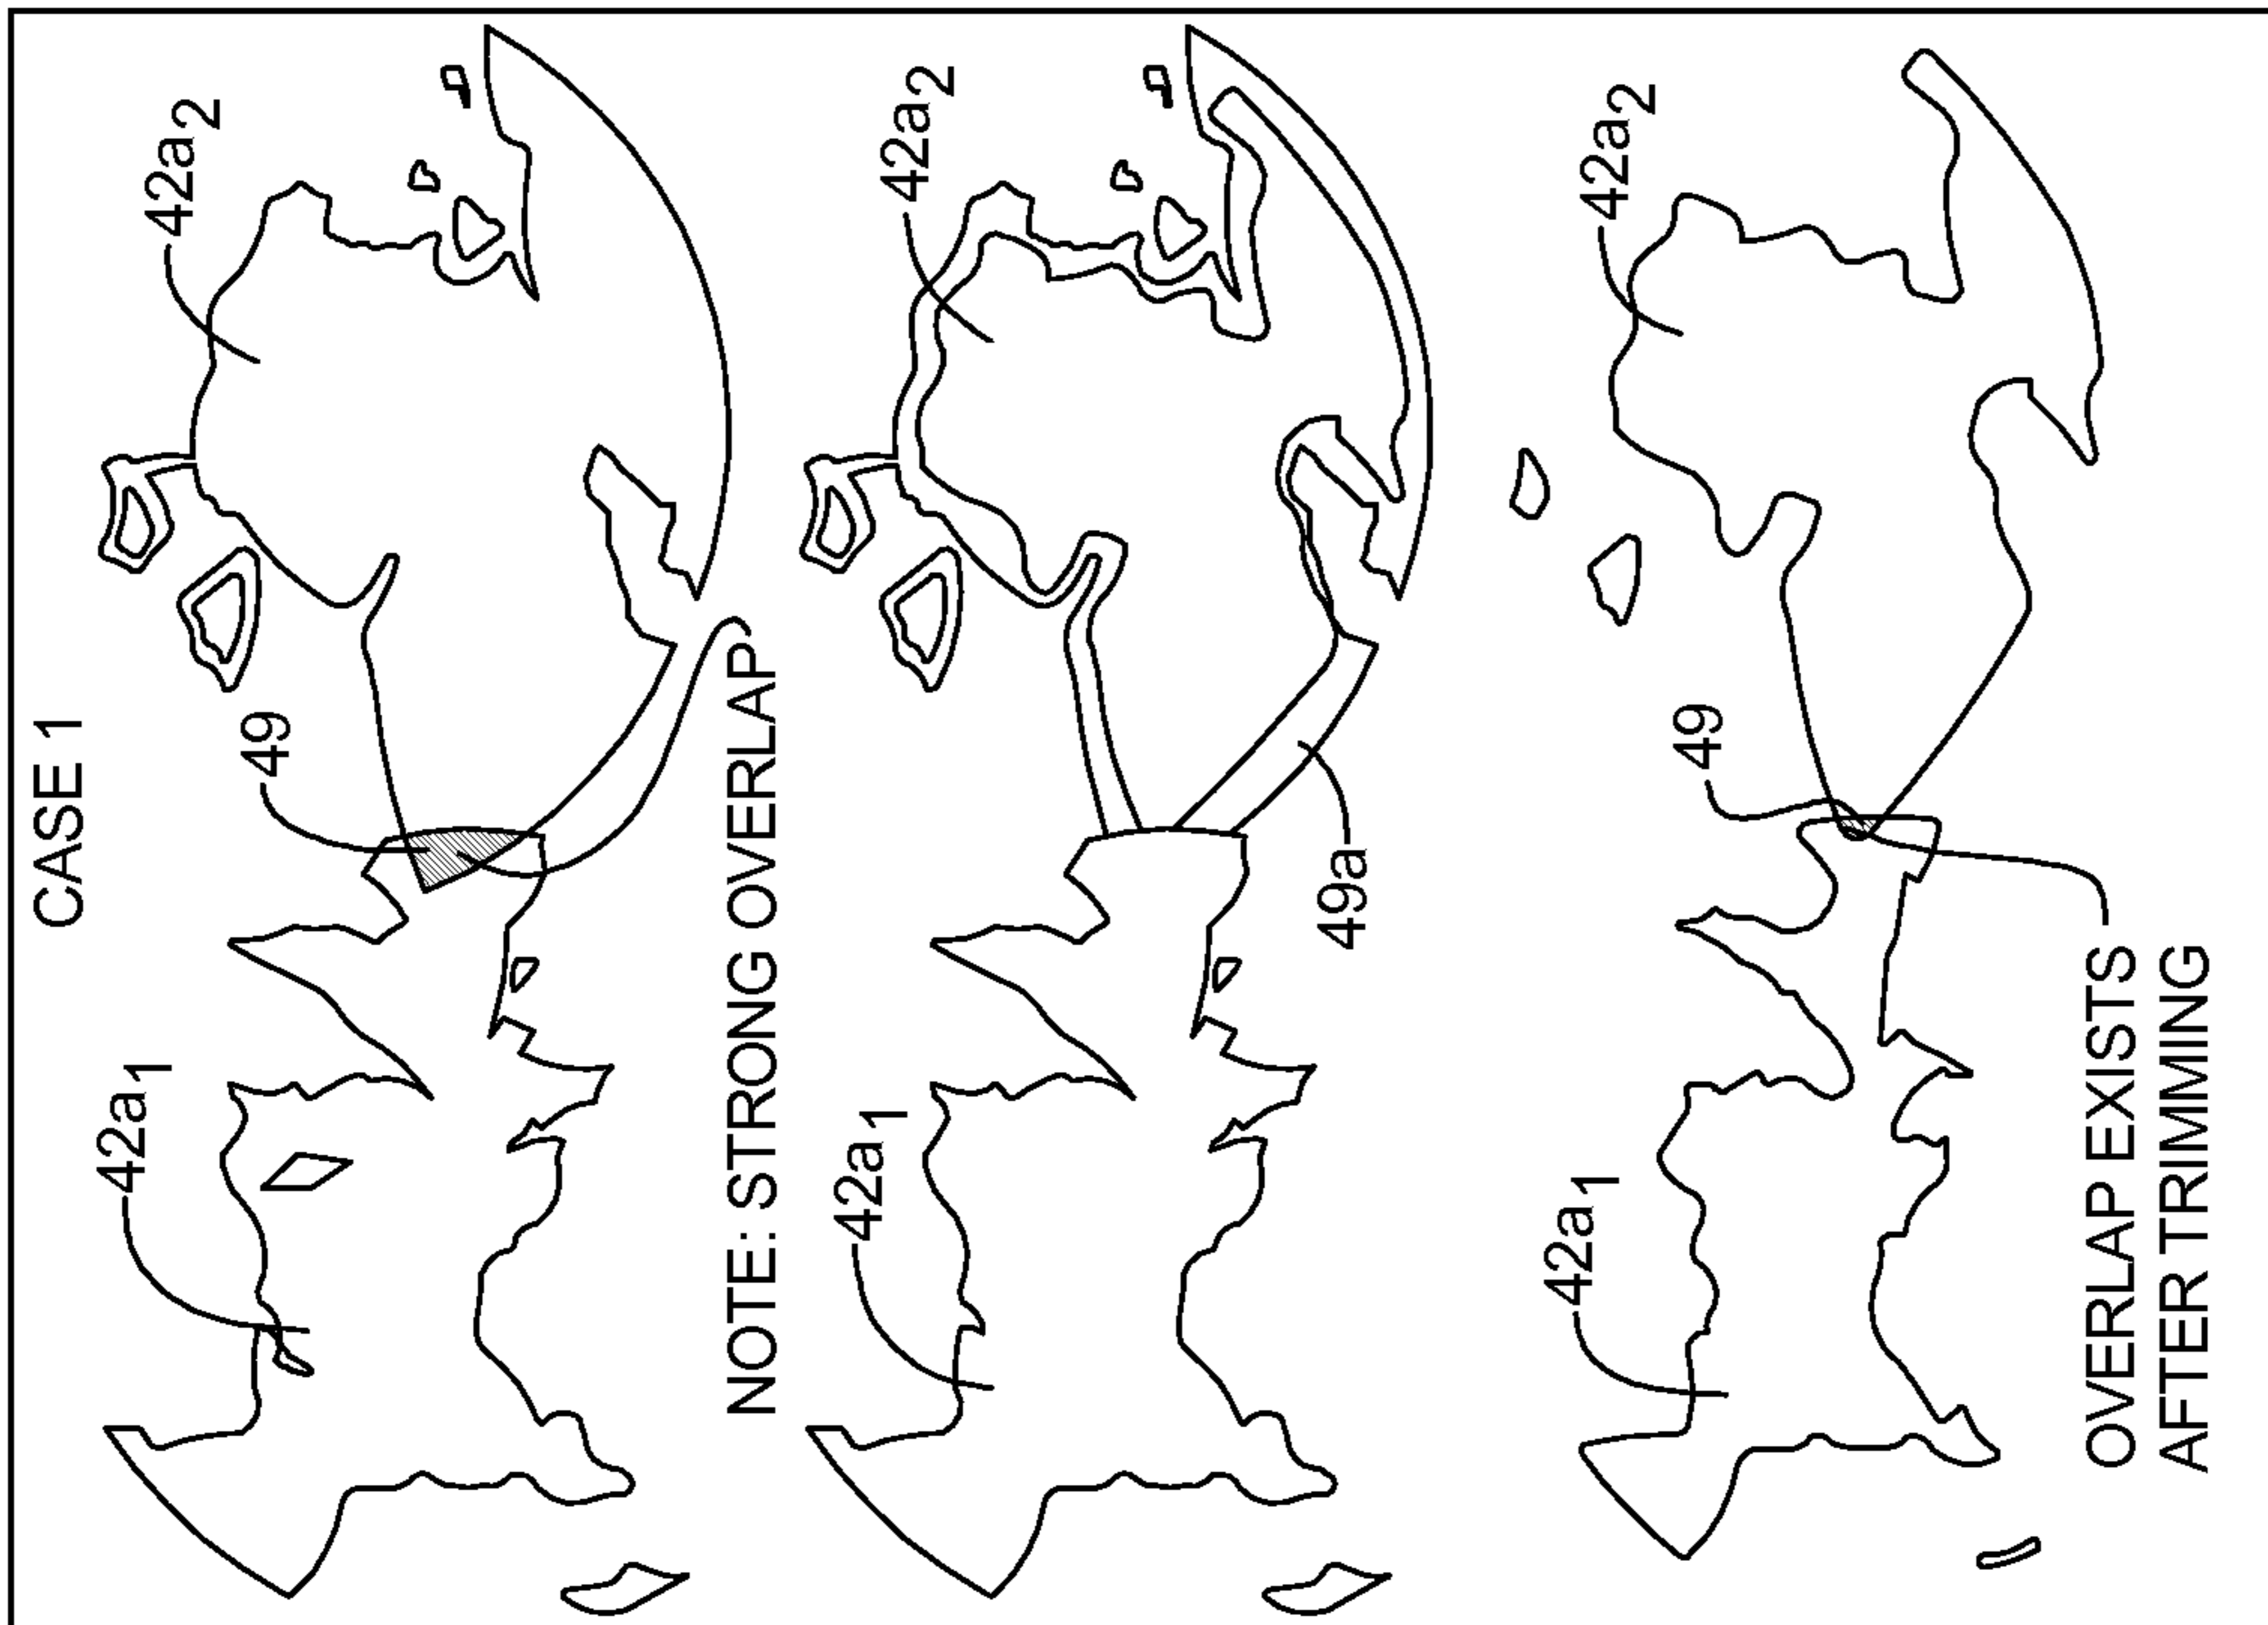 CASE 1
42a1
49
42a2
NOTE: STRONG OVERLAP
42a1
49a
42a2
42a1
49
42a2
OVERLAP EXISTS
AFTER TRIMMING